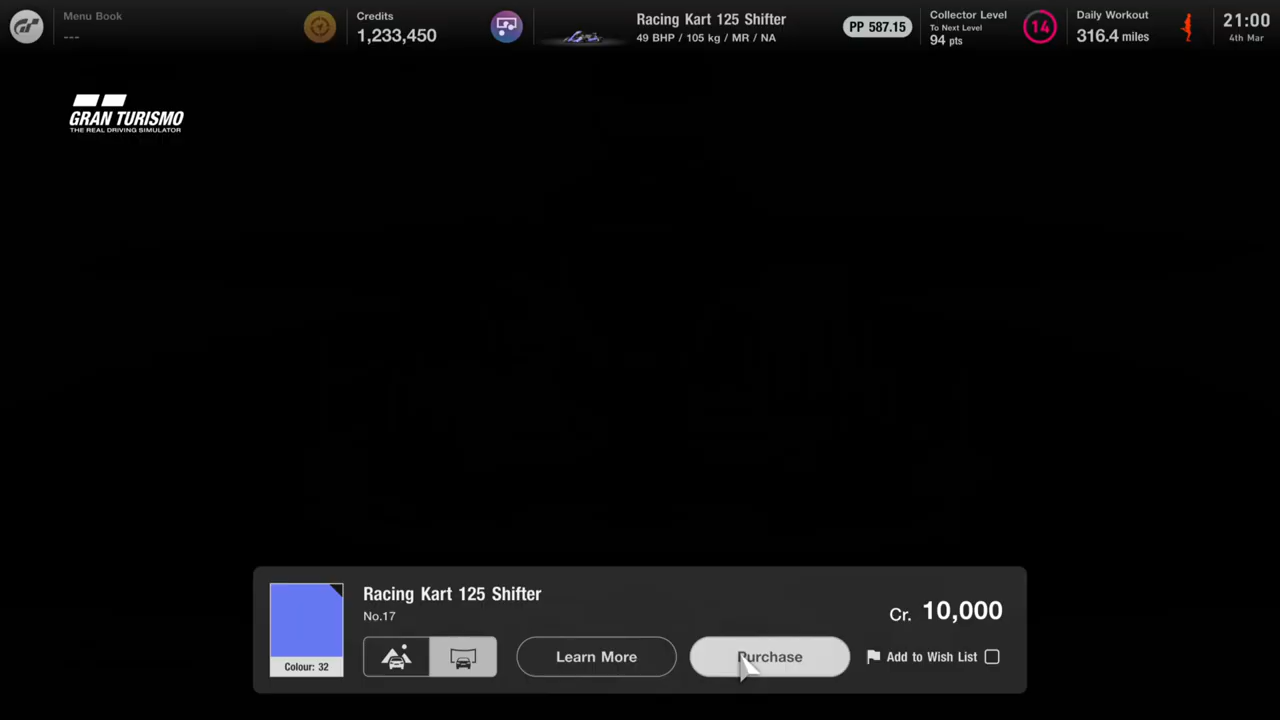 Menu Book
---
Credits
1,233,450
Racing Kart 125 Shifter
49 BHP / 105 kg / MR / NA
PP 587.15
Collector Level
To Next Level
94 pts
14
Daily Workout
316.4 miles
21:00
4th Mar
GRAN TURISMO
THE REAL DRIVING SIMULATOR
Racing Kart 125 Shifter
No.17
Cr. 10,000
Colour: 32
Learn More
Purchase
Add to Wish List